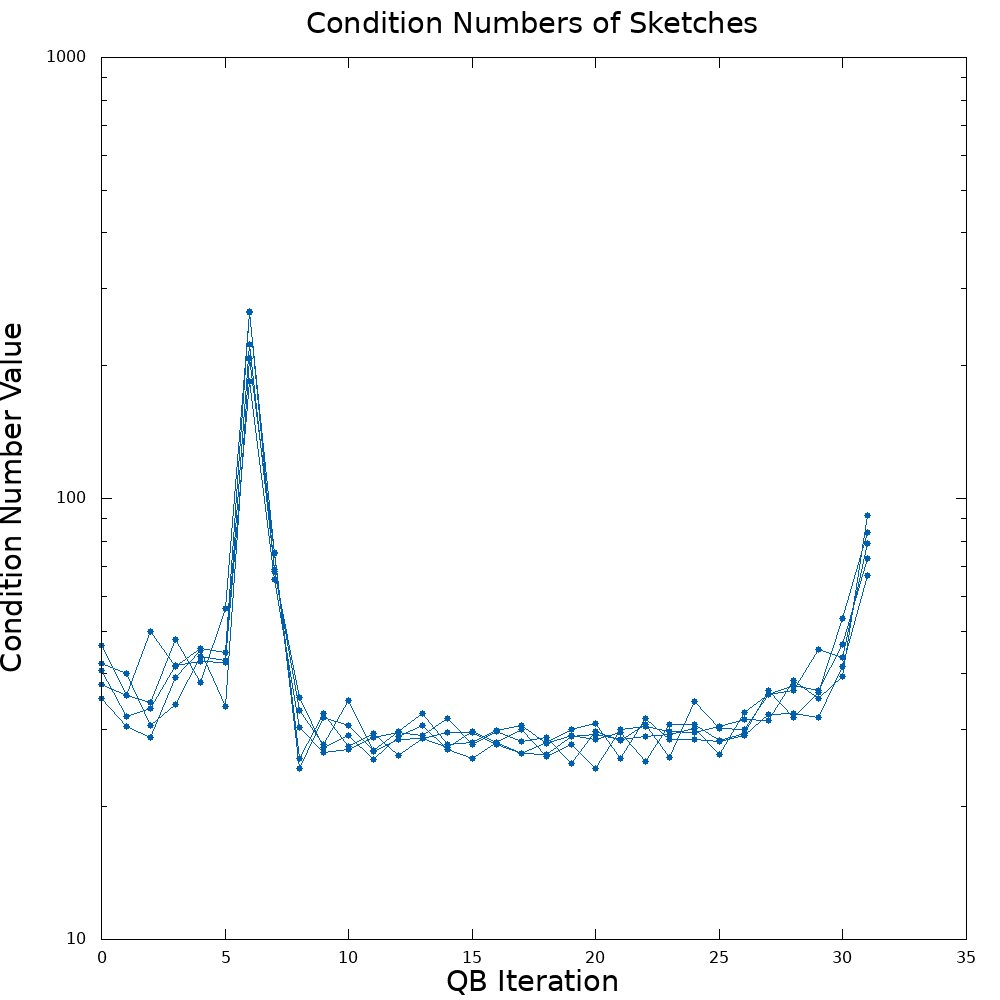 Condition Numbers of Sketches
1000
100
10
Condition Number Value
0 5 10 15 20 25 30 35
QB Iteration